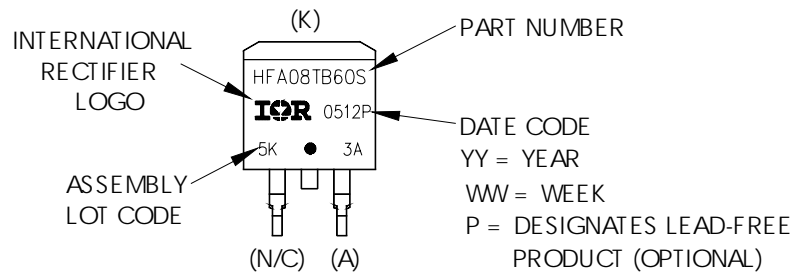 (K)
INTERNATIONAL
RECTIFIER
LOGO
PART NUMBER
HFA08TB60S
IOR 0512P
5K 3A
ASSEMBLY
LOT CODE
DATE CODE
YY = YEAR
WW = WEEK
P = DESIGNATES LEAD-FREE
PRODUCT (OPTIONAL)
(N/C) (A)